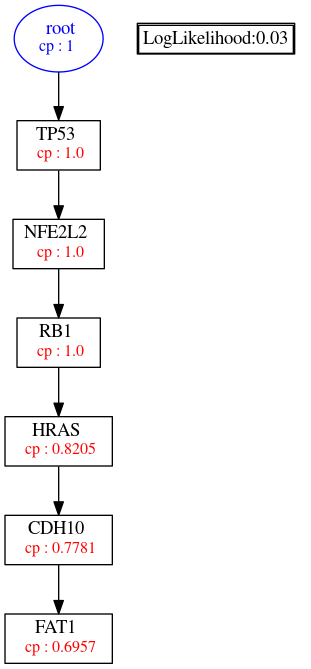 root
cp : 1
LogLikelihood:0.03
TP53
cp : 1.0
NFE2L2
cp : 1.0
RB1
cp : 1.0
HRAS
cp : 0.8205
CDH10
cp : 0.7781
FAT1
cp : 0.6957